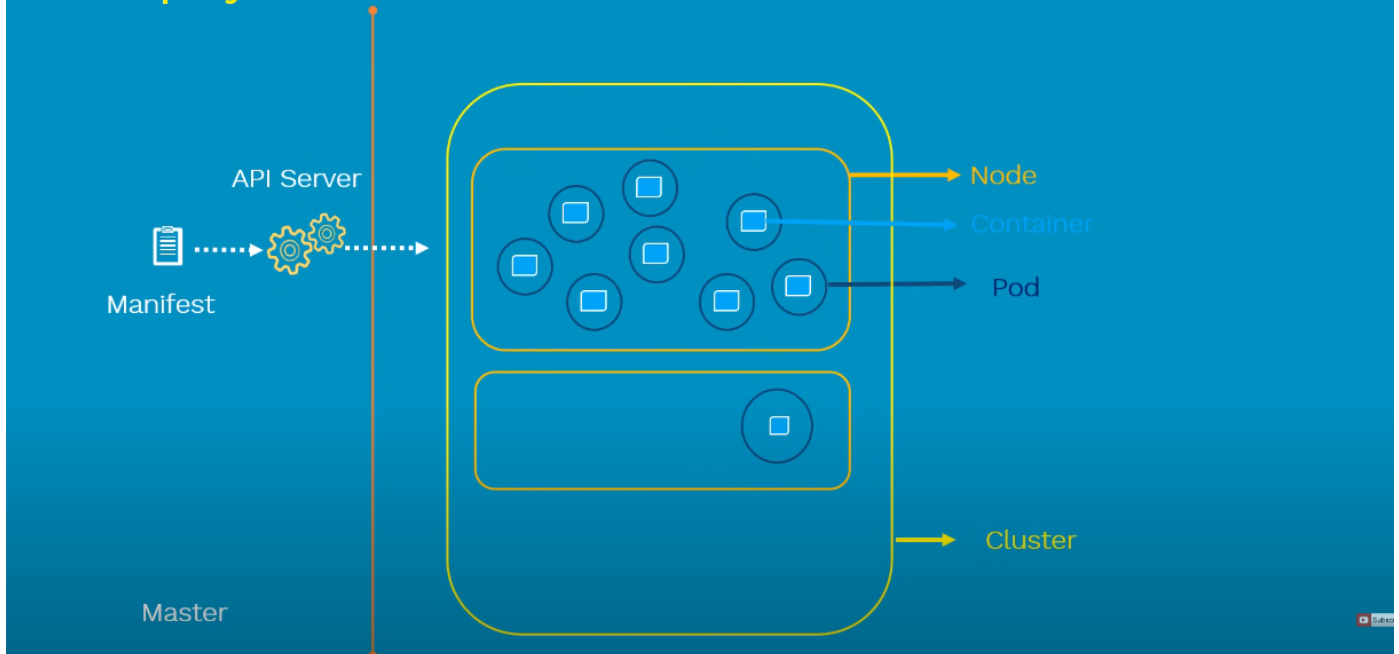 API Server
Manifest
Node
Container
Pod
Cluster
Master